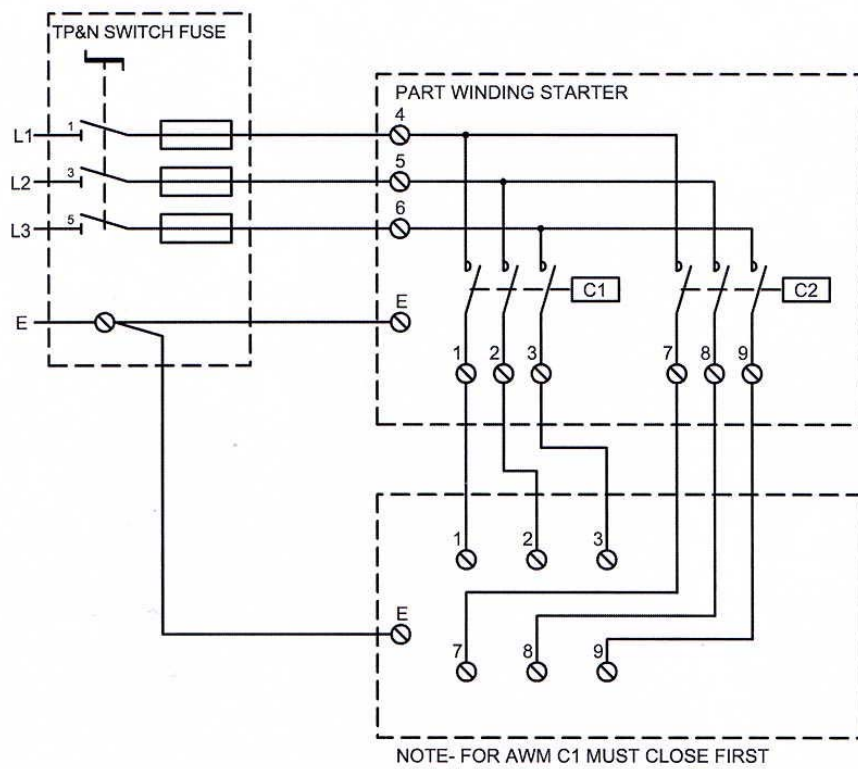 TP&N SWITCH FUSE
PART WINDING STARTER
4
L1 1
5
L2 3
6
L3 5
C1 C2
E E
1 2 3 7 8 9
1 2 3
E
7 8 9
NOTE- FOR AWM C1 MUST CLOSE FIRST